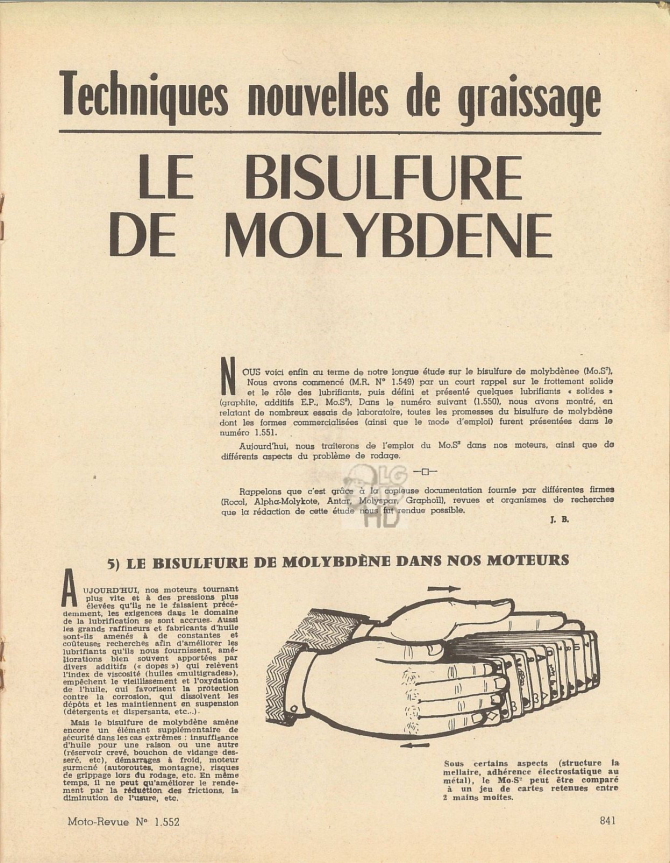 Techniques nouvelles de graissage
LE BISULFURE
DE MOLYBDENE
NOUS voici enfin au terme de notre longue étude sur le bisulfure de molybdènee (Mo.S²),
Nous avons commencé (M.R. N° 1.549) par un court rappel sur le frottement solide
et le rôle des lubrifiants, puis défini et présenté quelques lubrifiants « solides »
(graphite, additifs E.P., Mo.S²). Dans le numéro suivant (1.550), nous avons montré, en
relatant de nombreux essais de laboratoire, toutes les promesses du bisulfure de molybdène
dont les formes commercialisées (ainsi que le mode d'emploi) furent présentées dans le
numéro 1.551.
Aujourd'hui, nous traiterons de l'emploi du Mo.S² dans nos moteurs, ainsi que de
différents aspects du problème de rodage.
Rappelons que c'est grâce à la copieuse documentation fournie par différentes firmes
(Rocol, Alpha-Molykote, Antar, Molyspar Graphoil), revues et organismes de recherches
que la rédaction de cette étude nous fut rendue possible.
J. B.
OLG
HD
5) LE BISULFURE DE MOLYBDÈNE DANS NOS MOTEURS
AUJOURD'HUI, nos moteurs tournant
plus vite et à des pressions plus
élevées qu'ils ne le faisaient précé-
demment, les exigences dans le domaine
de la lubrification se sont accrues. Aussi
les grands raffineurs et fabricants d'huile
sont-ils amenés à de constantes et
coûteuses recherches afin d'améliorer les
lubrifiants qu'ils nous fournissent, amé-
liorations bien souvent apportées par
divers additifs (« dopes ») qui relèvent
l'index de viscosité (huiles «multigrades»),
empêchent le vieillissement et l'oxydation
de l'huile, qui favorisent la protection
contre la corrosion, qui dissolvent les
dépôts et les maintiennent en suspension
(détergents et dispersants, etc...).
Mais le bisulfure de molybdène amène
encore un élément supplémentaire de
sécurité dans les cas extrêmes : insuffisance
d'huile pour une raison ou une autre
(réservoir crevé, bouchon de vidange des-
serré, etc), démarrages à froid, moteur
surmené (autoroutes, montagne), risques
de grippage lors du rodage, etc. En même
temps, il ne peut qu'améliorer le rende-
ment par la réduction des frictions, la
diminution de l'usure, etc.
Sous certains aspects (structure la
mellaire, adhérence électrostatique au
métal), le Mo-S² peut être comparé
à un jeu de cartes retenues entre
2 mains moites.
Moto-Revue N° 1.552
841